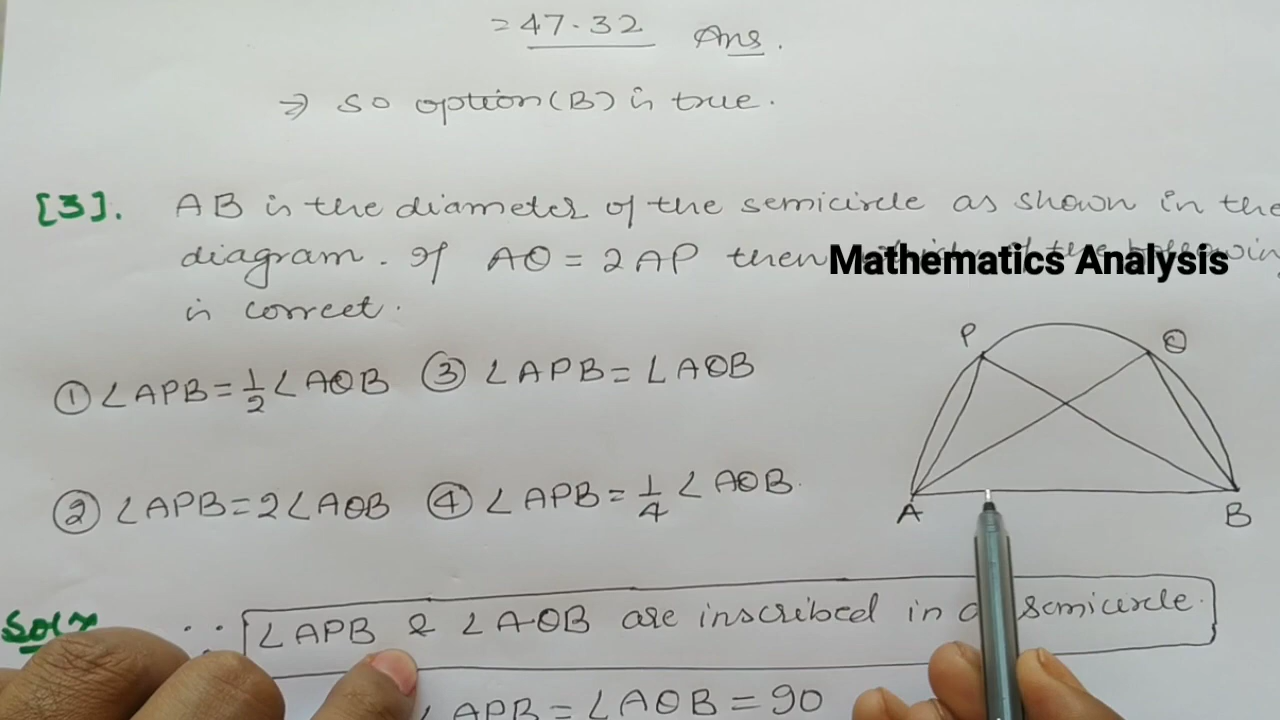 = 47.32 Ans.
⇒ so option (B) is true.
[3]. AB is the diameter of the semicircle as shown in the
diagram. If AQ = 2AP then
Mathematics Analysis
is correct.
P Q
① ∠APB = 1/2 ∠AQB ③ ∠APB = ∠AQB
② ∠APB = 2∠AQB ④ ∠APB = 1/4 ∠AQB.
A B
Soln ∵ ∠APB & ∠AQB are inscribed in a semicircle.
∠APB = ∠AQB = 90